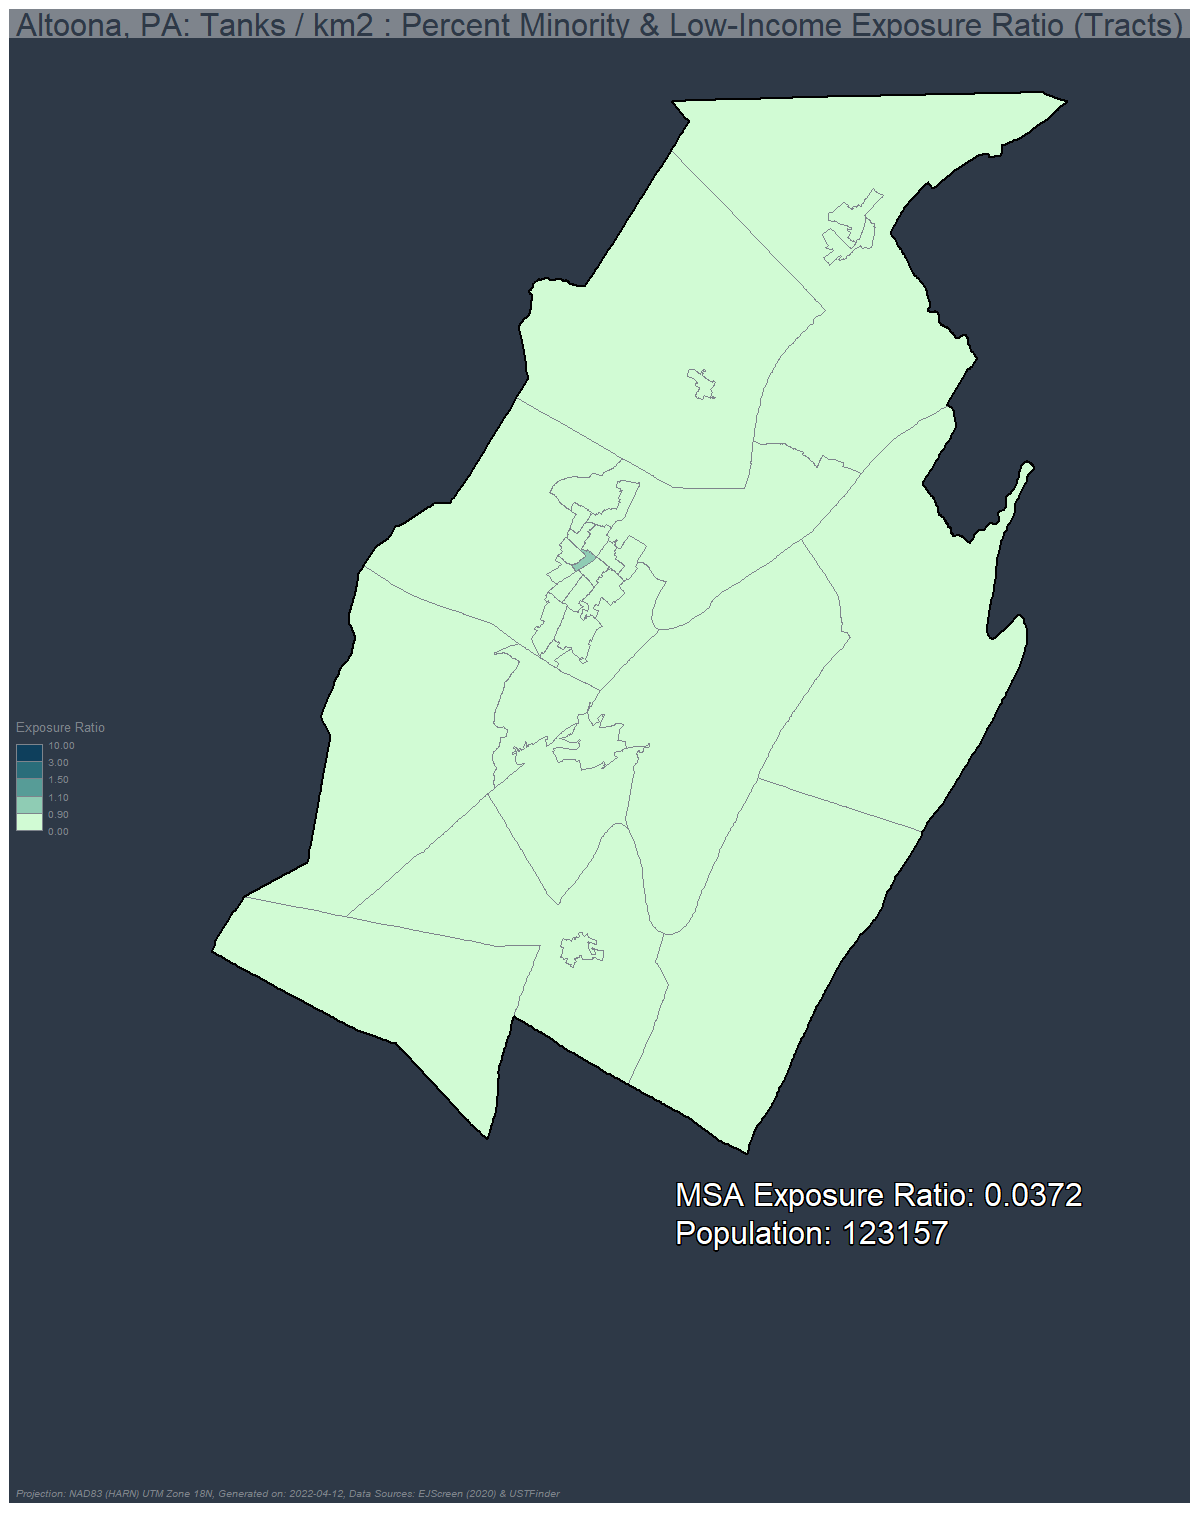 Altoona, PA: Tanks / km2 : Percent Minority & Low-Income Exposure Ratio (Tracts)
Exposure Ratio
10.00
3.00
1.50
1.10
0.90
0.00
MSA Exposure Ratio: 0.0372
Population: 123157
Projection: NAD83 (HARN) UTM Zone 18N, Generated on: 2022-04-12, Data Sources: EJScreen (2020) & USTFinder